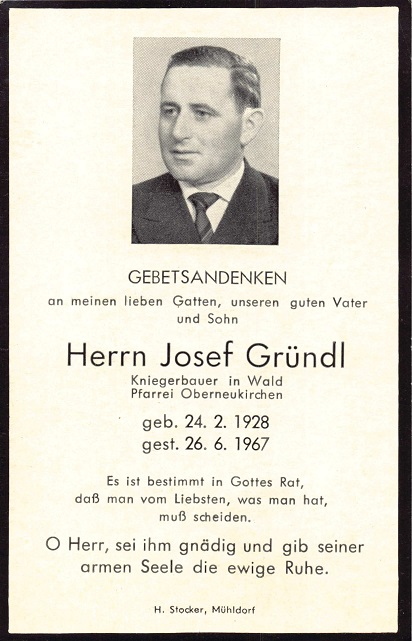 GEBETSANDENKEN
an meinen lieben Gatten, unseren guten Vater
und Sohn
Herrn Josef Gründl
Kniegerbauer in Wald
Pfarrei Oberneukirchen
geb. 24. 2. 1928
gest. 26. 6. 1967
Es ist bestimmt in Gottes Rat,
daß man vom Liebsten, was man hat,
muß scheiden.
O Herr, sei ihm gnädig und gib seiner
armen Seele die ewige Ruhe.
H. Stocker, Mühldorf